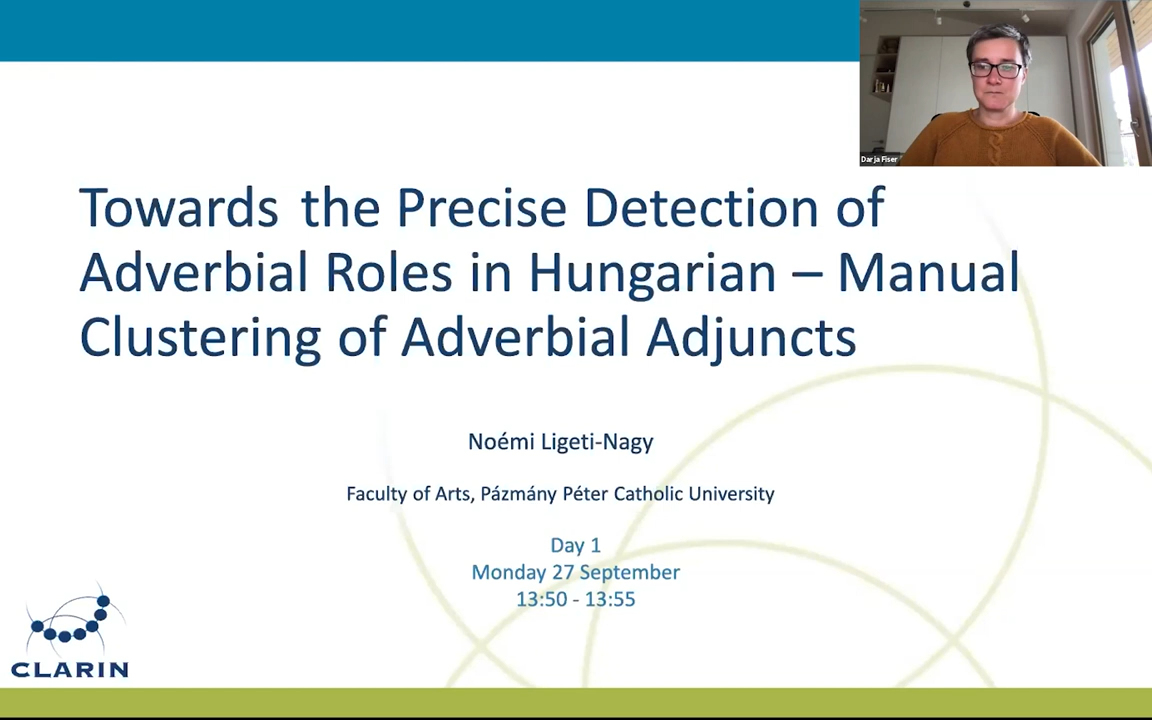 Darja Fiser
Towards the Precise Detection of
Adverbial Roles in Hungarian – Manual
Clustering of Adverbial Adjuncts
Noémi Ligeti-Nagy
Faculty of Arts, Pázmány Péter Catholic University
Day 1
Monday 27 September
13:50 - 13:55
CLARIN